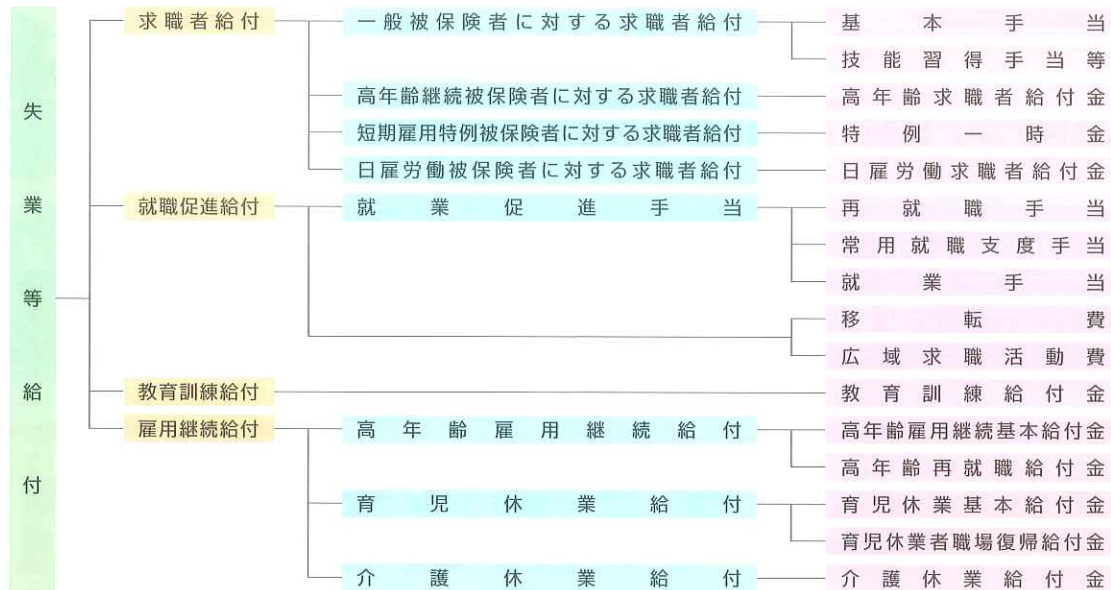 失業等給付
求職者給付
一般被保険者に対する求職者給付
基本手当
技能習得手当等
高年齢継続被保険者に対する求職者給付
高年齢求職者給付金
短期雇用特例被保険者に対する求職者給付
特例一時金
日雇労働被保険者に対する求職者給付
日雇労働求職者給付金
就職促進給付
就業促進手当
再就職手当
常用就職支度手当
就業手当
移転費
広域求職活動費
教育訓練給付
教育訓練給付金
雇用継続給付
高年齢雇用継続給付
高年齢雇用継続基本給付金
高年齢再就職給付金
育児休業給付
育児休業基本給付金
育児休業者職場復帰給付金
介護休業給付
介護休業給付金